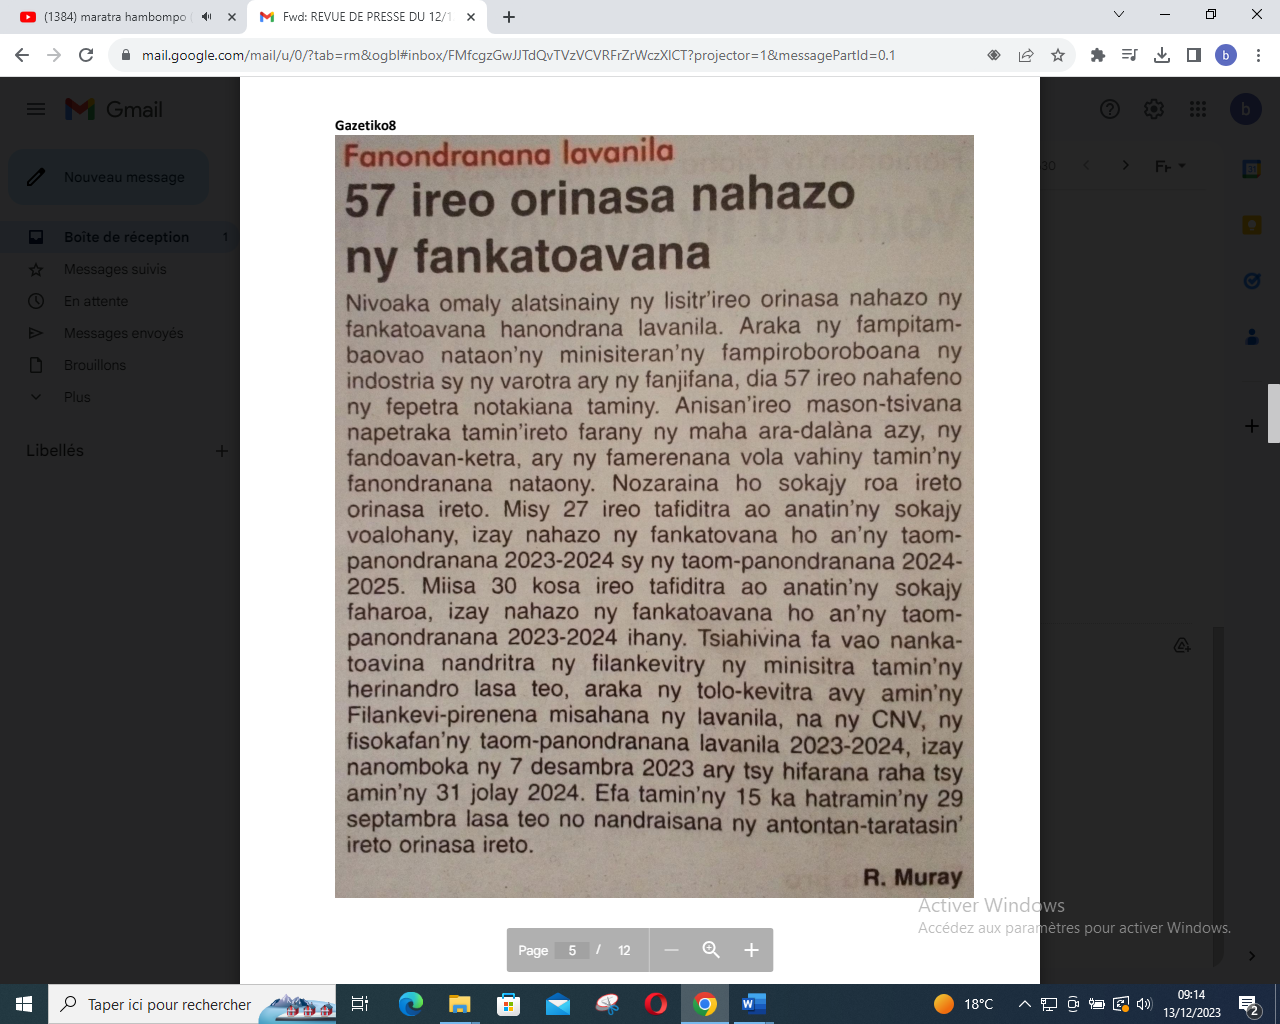 (1384) maratra hambompo
Fwd: REVUE DE PRESSE DU 12/1
mail.google.com/mail/u/0/?tab=rm&ogbl#inbox/FMfcgzGwJJTdQvTVzVCVRFrZrWczXlCT?projector=1&messagePartId=0.1
b
Gmail
b
Nouveau message
30
Fr
Boîte de réception 1
Messages suivis
En attente
Messages envoyés
Brouillons
Plus
Libellés
Gazetiko8
Fanondranana lavanila
57 ireo orinasa nahazo
ny fankatoavana
Nivoaka omaly alatsinainy ny lisitr'ireo orinasa nahazo ny
fankatoavana hanondrana lavanila. Araka ny fampitam-
baovao nataon'ny minisiteran'ny fampiroboroboana ny
indostria sy ny varotra ary ny fanjifana, dia 57 ireo nahafeno
ny fepetra notakiana taminy. Anisan'ireo mason-tsivana
napetraka tamin'ireto farany ny maha ara-dalàna azy, ny
fandoavan-ketra, ary ny famerenana vola vahiny tamin'ny
fanondranana nataony. Nozaraina ho sokajy roa ireto
orinasa ireto. Misy 27 ireo tafiditra ao anatin'ny sokajy
voalohany, izay nahazo ny fankatovana ho an'ny taom-
panondranana 2023-2024 sy ny taom-panondranana 2024-
2025. Miisa 30 kosa ireo tafiditra ao anatin'ny sokajy
faharoa, izay nahazo ny fankatoavana ho an'ny taom-
panondranana 2023-2024 ihany. Tsiahivina fa vao nanka-
toavina nandritra ny filankevitry ny minisitra tamin'ny
herinandro lasa teo, araka ny tolo-kevitra avy amin'ny
Filankevi-pirenena misahana ny lavanila, na ny CNV, ny
fisokafan'ny taom-panondranana lavanila 2023-2024, izay
nanomboka ny 7 desambra 2023 ary tsy hifarana raha tsy
amin'ny 31 jolay 2024. Efa tamin'ny 15 ka hatramin'ny 29
septambra lasa teo no nandraisana ny antontan-taratasin'
ireto orinasa ireto.
R. Muray
Activer Windows
Accédez aux paramètres pour activer Windows.
Page 5 / 12
Taper ici pour rechercher
18°C
09:14
13/12/2023
2